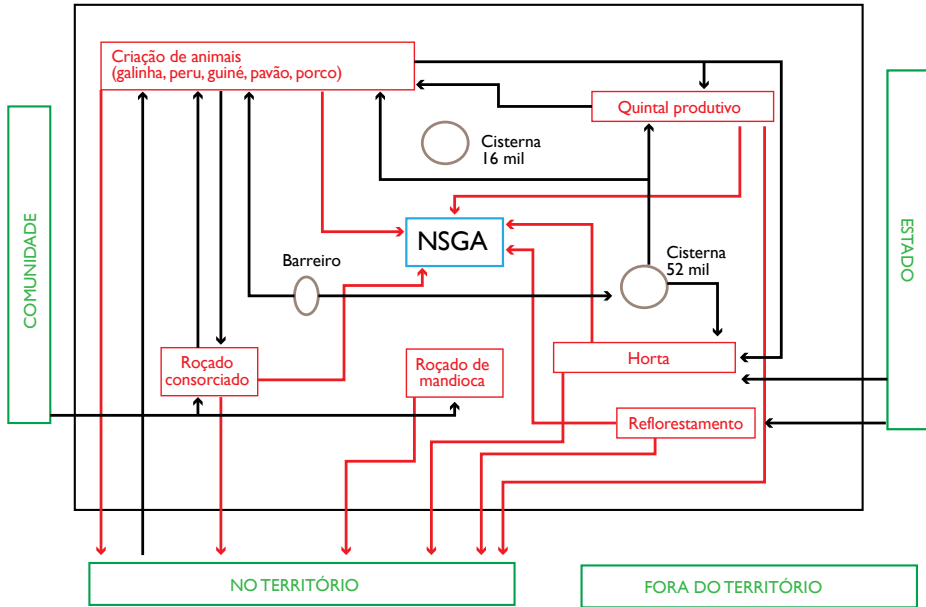 Criação de animais
(galinha, peru, guiné, pavão, porco)
Quintal produtivo
Cisterna
16 mil
COMUNIDADE
ESTADO
NSGA
Barreiro
Cisterna
52 mil
Roçado
consorciado
Roçado de
mandioca
Horta
Reflorestamento
NO TERRITÓRIO
FORA DO TERRITÓRIO